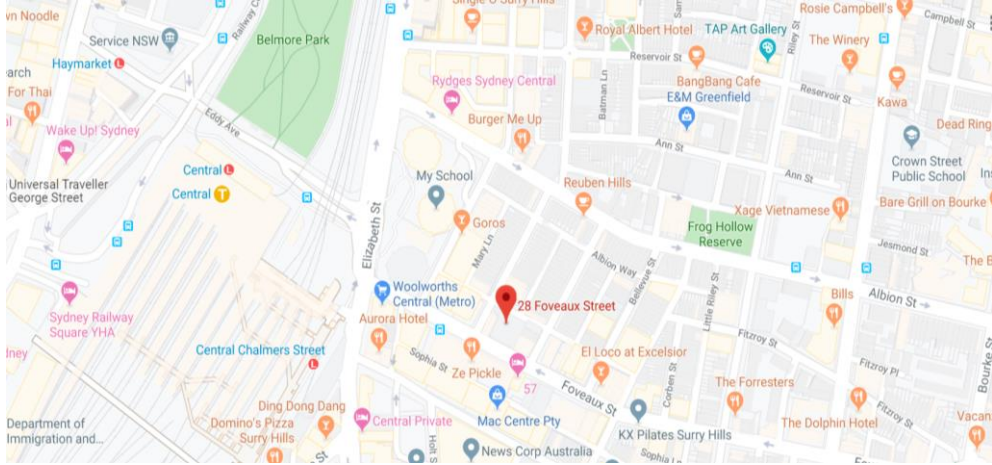 wn Noodle
Service NSW
Railway C
Belmore Park
Single O Surry Hills
Royal Albert Hotel
TAP Art Gallery
Riley St
Rosie Campbell's
Campbell St
The Winery
Reservoir St
Haymarket
earch
For Thai
Rydges Sydney Central
BangBang Cafe
Batman Ln
Reservoir St
Kawa
E&M Greenfield
Eddy Ave
Wake Up! Sydney
Burger Me Up
Dead Ring
Ann St
Crown Street
Public School
Central
Central
Universal Traveller
George Street
My School
Reuben Hills
Ann St
Xage Vietnamese
Bare Grill on Bourke
Goros
Elizabeth St
Mary Ln
Frog Hollow
Reserve
Jesmond St
Albion Way
Bellevue St
Woolworths
Central (Metro)
28 Foveaux Street
Little Riley St
Bills
Albion St
Sydney Railway
Square YHA
Aurora Hotel
Central Chalmers Street
Sophia St
Ze Pickle
57
El Loco at Excelsior
Fitzroy St
Fitzroy Pl
Bourke St
Foveaux St
Corben St
The Forresters
Fitzroy St
Ding Dong Dang
Domino's Pizza
Surry Hills
Central Private
Mac Centre Pty
KX Pilates Surry Hills
The Dolphin Hotel
Vacan
Department of
Immigration and...
Holt S
News Corp Australia
Sophia L